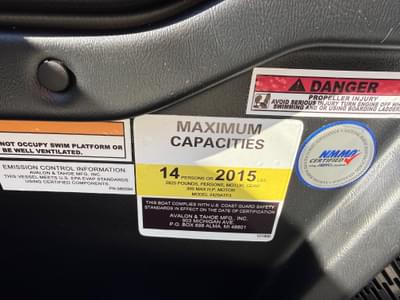 DANGER
PROPELLER INJURY
AVOID SERIOUS INJURY TURN ENGINE OFF WHEN
SWIMMING AND OR USING BOARDING LADDER
NOT OCCUPY SWIM PLATFORM OR
BE WELL VENTILATED.
EMISSION CONTROL INFORMATION
AVALON & TAHOE MFG., INC.
THIS VESSEL MEETS U.S. EPA EVAP STANDARDS
USING CERTIFIED COMPONENTS.
MAXIMUM
CAPACITIES
14 PERSONS OR 2015 LBS.
POUNDS, PERSONS, MOTOR, GEAR
MAX H.P. MOTOR
MODEL
THIS BOAT COMPLIES WITH U.S. COAST GUARD SAFETY
STANDARDS IN EFFECT ON THE DATE OF CERTIFICATION
AVALON & TAHOE MFG., INC.
903 MICHIGAN AVE.
P.O. BOX 698 ALMA, MI 48801
NMMA
CERTIFIED